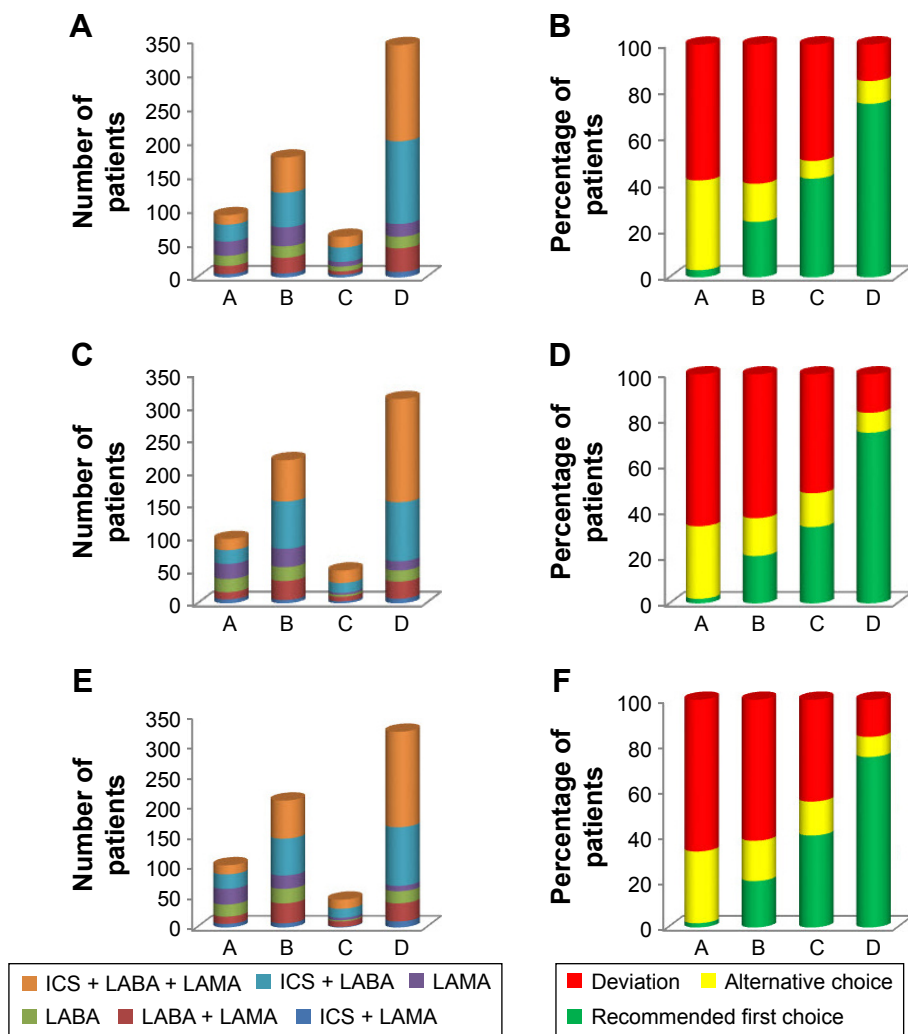 A
Number of
patients
350
300
250
200
150
100
50
0
A B C D
B
Percentage of
patients
100
80
60
40
20
0
A B C D
C
Number of
patients
350
300
250
200
150
100
50
0
A B C D
D
Percentage of
patients
100
80
60
40
20
0
A B C D
E
Number of
patients
350
300
250
200
150
100
50
0
A B C D
F
Percentage of
patients
100
80
60
40
20
0
A B C D
ICS + LABA + LAMA ICS + LABA LAMA
LABA LABA + LAMA ICS + LAMA
Deviation Alternative choice
Recommended first choice